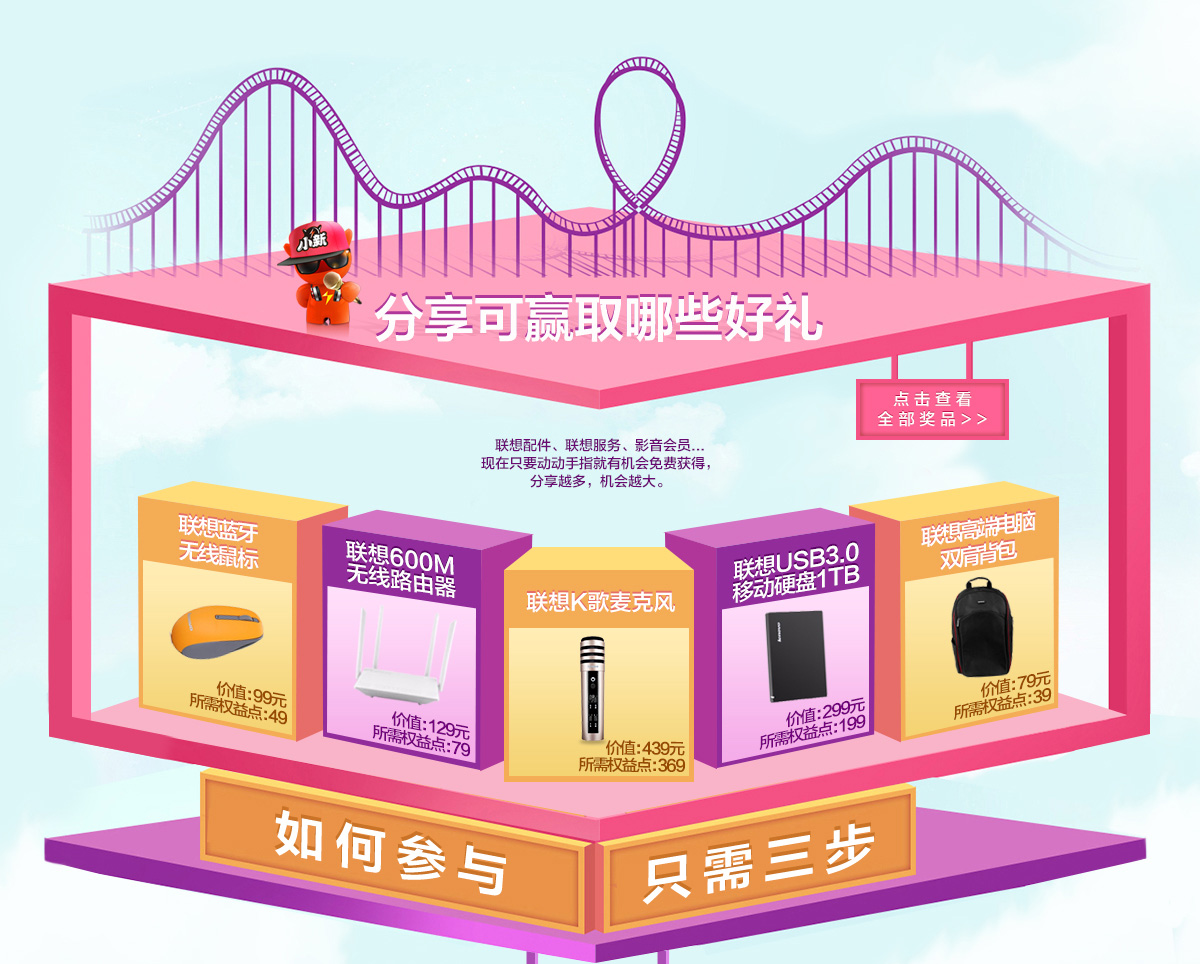 小新
分享可赢取哪些好礼
点击查看
全部奖品>>
联想配件、联想服务、影音会员...
现在只要动动手指就有机会免费获得，
分享越多，机会越大。
联想蓝牙
无线鼠标
价值:99元
所需权益点:49
联想600M
无线路由器
价值:129元
所需权益点:79
联想K歌麦克风
价值:439元
所需权益点:369
联想USB3.0
移动硬盘1TB
lenovo
价值:299元
所需权益点:199
联想高端电脑
双肩背包
价值:79元
所需权益点:39
如何参与
只需三步